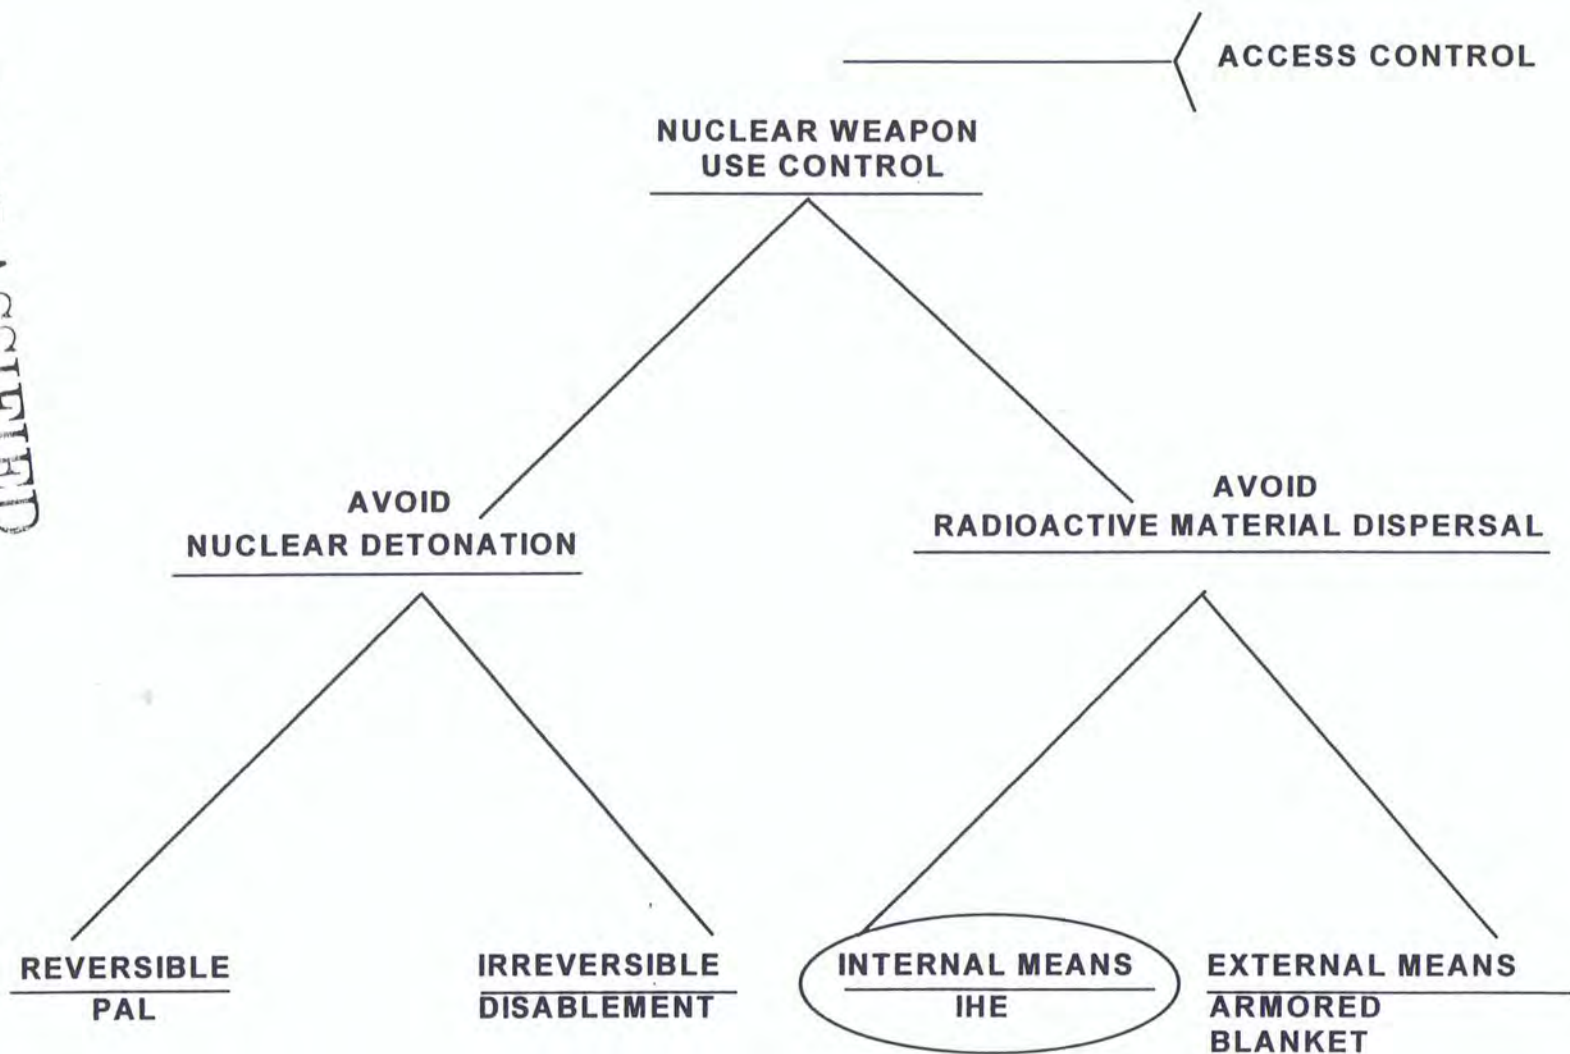 ACCESS CONTROL
NUCLEAR WEAPON
USE CONTROL
AVOID
NUCLEAR DETONATION
AVOID
RADIOACTIVE MATERIAL DISPERSAL
REVERSIBLE
PAL
IRREVERSIBLE
DISABLEMENT
INTERNAL MEANS
IHE
EXTERNAL MEANS
ARMORED
BLANKET